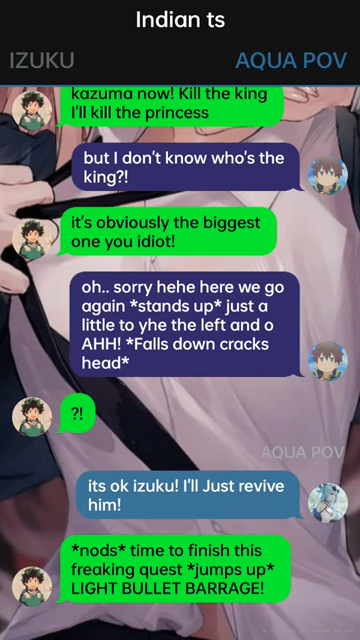 Indian ts
IZUKU
AQUA POV
kazuma now! Kill the king
I'll kill the princess
but I don't know who's the
king?!
it's obviously the biggest
one you idiot!
oh.. sorry hehe here we go
again *stands up* just a
little to yhe the left and o
AHH! *Falls down cracks
head*
?!
AQUA POV
its ok izuku! I'll Just revive
him!
*nods* time to finish this
freaking quest *jumps up*
LIGHT BULLET BARRAGE!